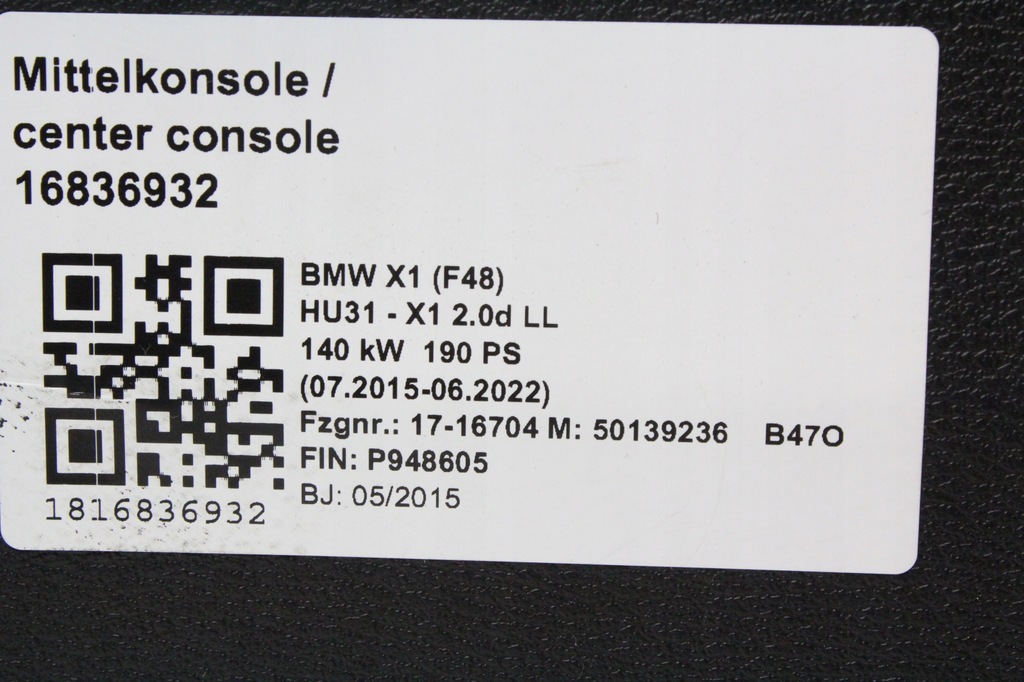 Mittelkonsole /
center console
16836932
BMW X1 (F48)
HU31 - X1 2.0d LL
140 kW 190 PS
(07.2015-06.2022)
Fzgnr.: 17-16704 M: 50139236 B47O
FIN: P948605
BJ: 05/2015
1816836932